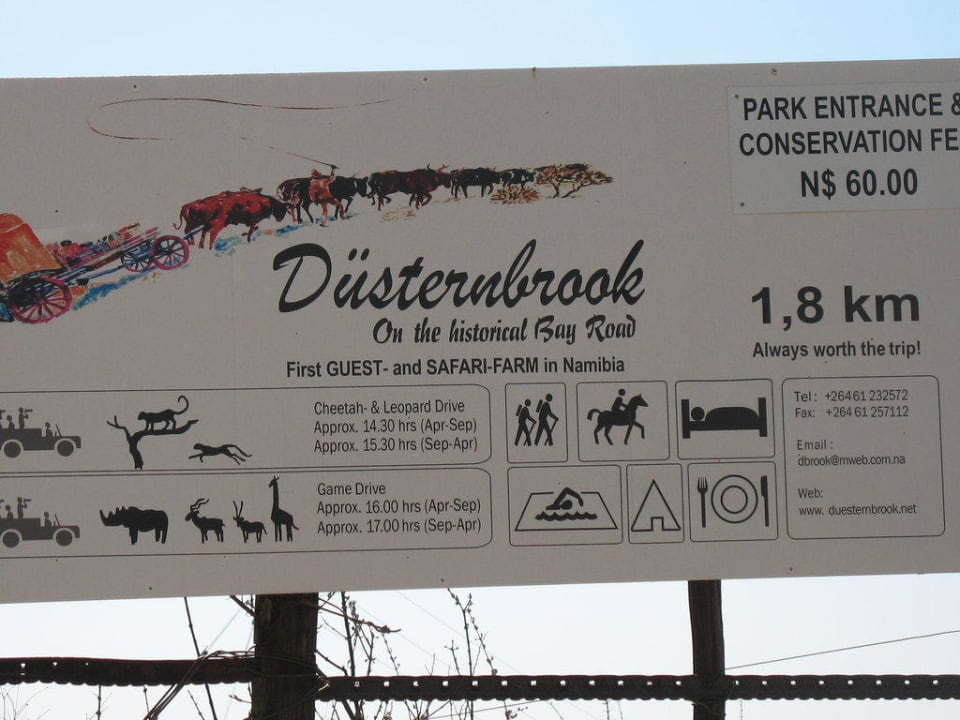 PARK ENTRANCE &
CONSERVATION FE
N$ 60.00
Düsternbrook
On the historical Bay Road
First GUEST- and SAFARI-FARM in Namibia
1,8 km
Always worth the trip!
Cheetah- & Leopard Drive
Approx. 14.30 hrs (Apr-Sep)
Approx. 15.30 hrs (Sep-Apr)
Game Drive
Approx. 16.00 hrs (Apr-Sep)
Approx. 17.00 hrs (Sep-Apr)
Tel: +26461 232572
Fax: +26461 257112
Email:
dbrook@mweb.com.na
Web:
www. duesternbrook.net